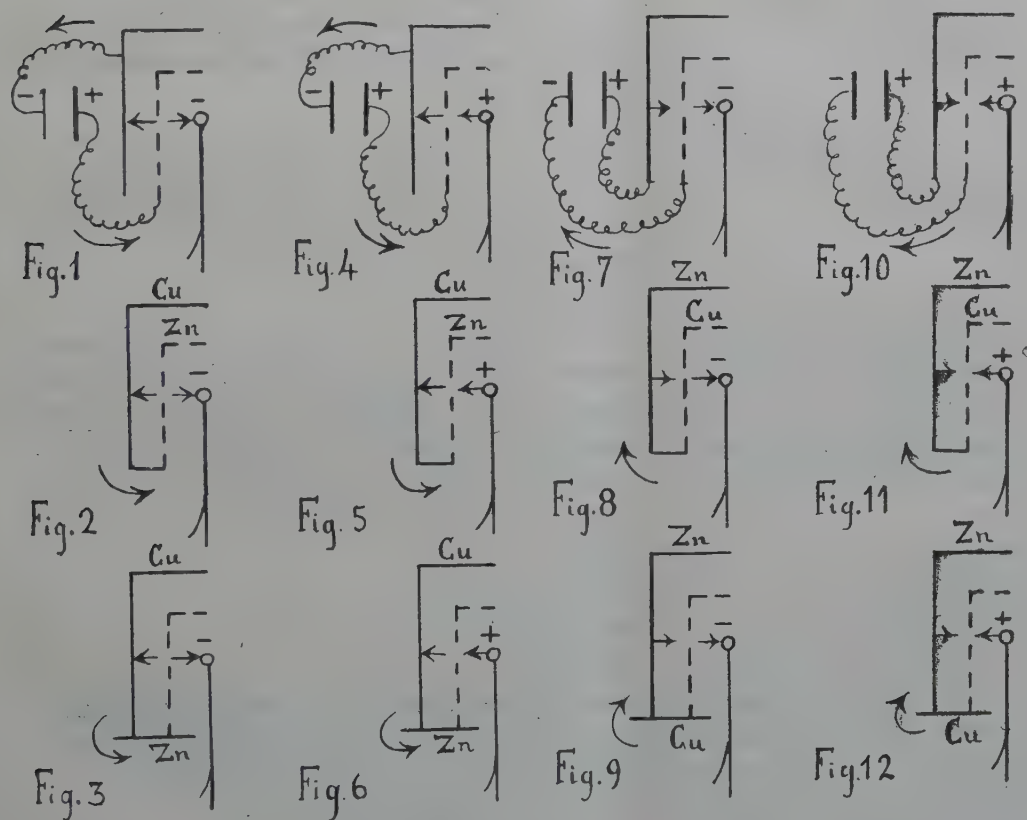 - + -
- + +
- + -
- + +
Fig.1
Fig.4
Fig.7
Fig.10
Cu
Cu
Zn
Zn
Zn
Zn
Cu
Cu
-
+
-
+
Fig.2
Fig.5
Fig.8
Fig.11
Cu
Cu
Zn
Zn
-
+
-
+
Zn
Zn
Cu
Cu
Fig.3
Fig.6
Fig.9
Fig.12